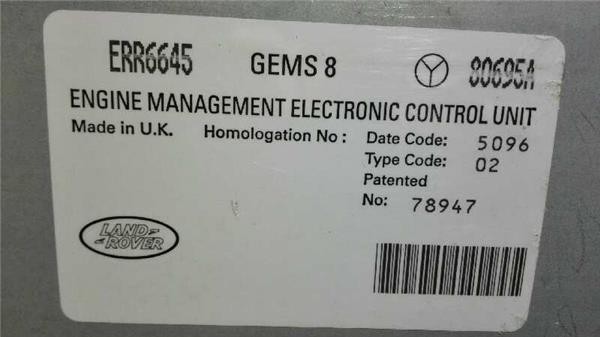 ERR6645 GEMS 8 80695A
ENGINE MANAGEMENT ELECTRONIC CONTROL UNIT
Made in U.K. Homologation No : Date Code: 5096
Type Code: 02
Patented
No: 78947
LAND
ROVER